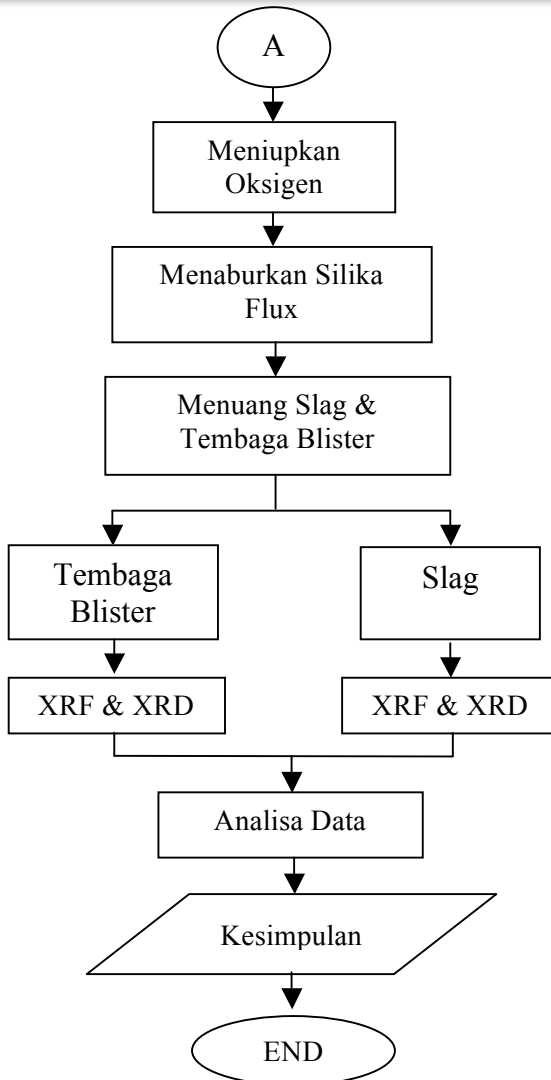 A
Meniupkan
Oksigen
Menaburkan Silika
Flux
Menuang Slag &
Tembaga Blister
Tembaga
Blister
Slag
XRF & XRD
XRF & XRD
Analisa Data
Kesimpulan
END